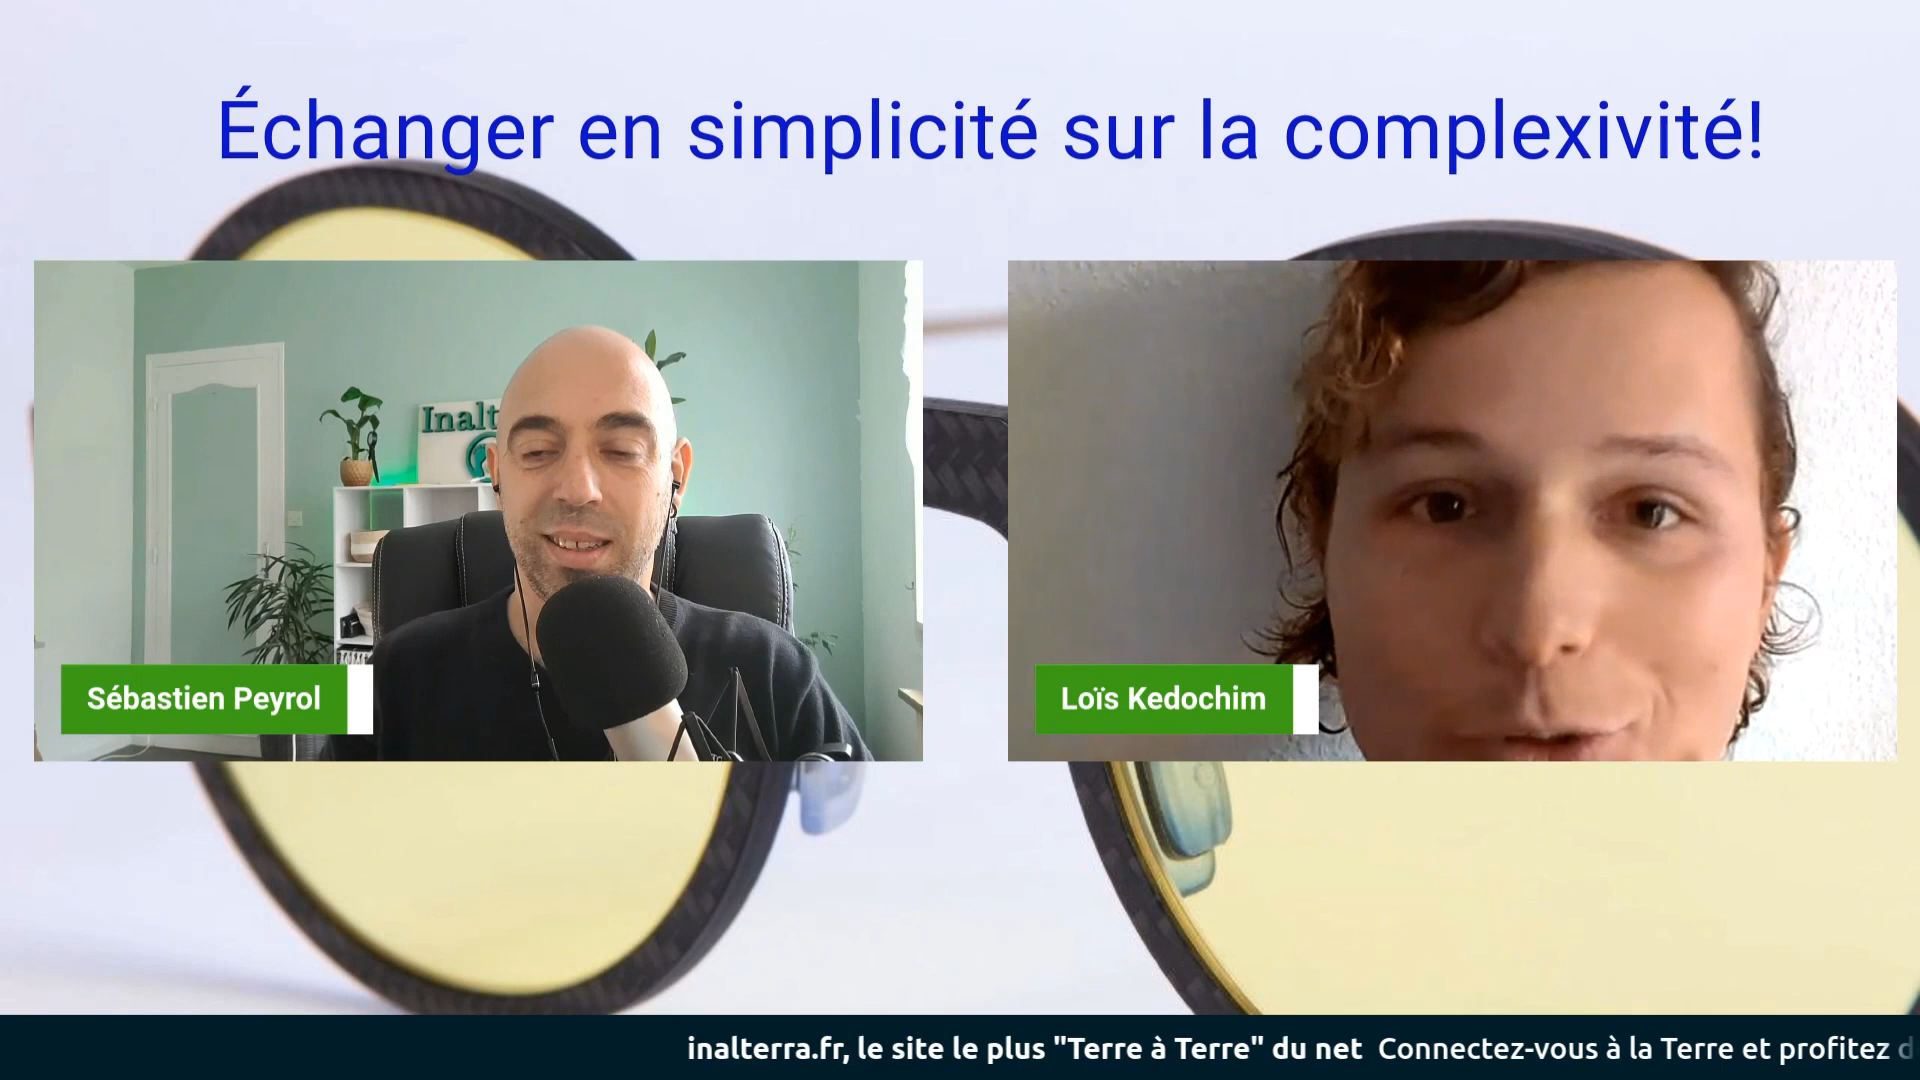 Échanger en simplicité sur la complexivité!
Inalt
Sébastien Peyrol
Loïs Kedochim
inalterra.fr, le site le plus "Terre à Terre" du net Connectez-vous à la Terre et profitez d